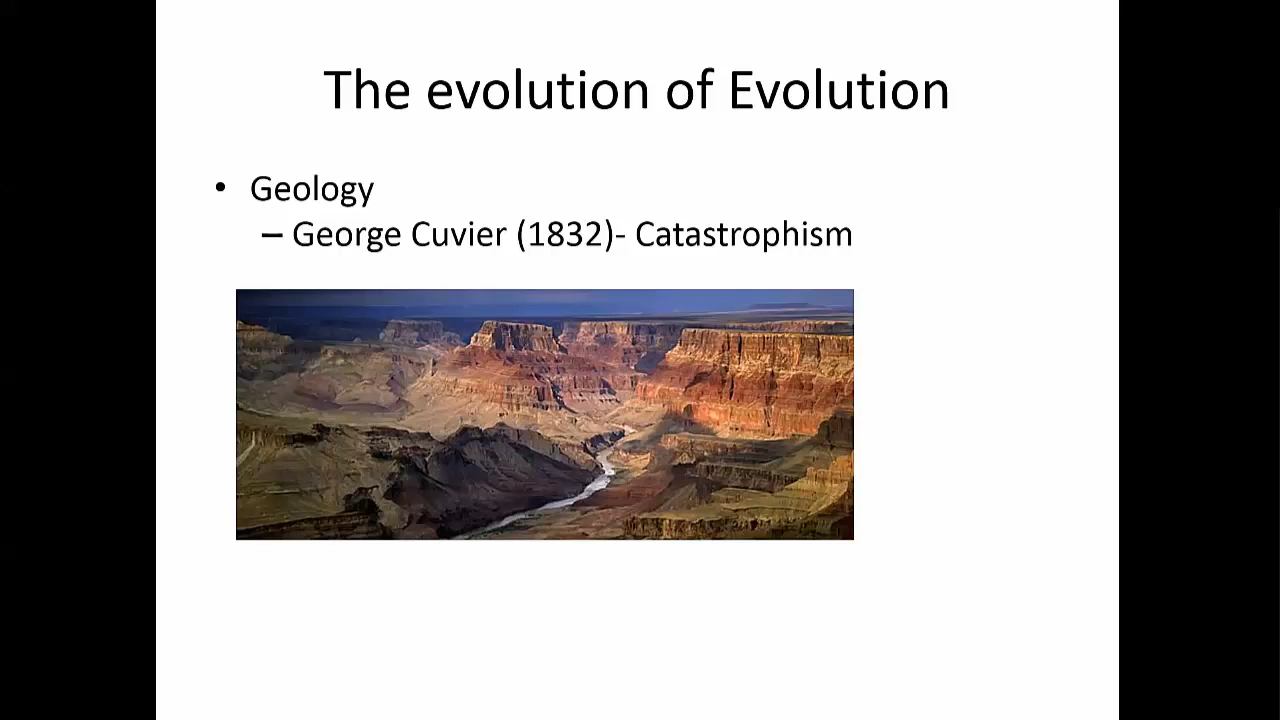 The evolution of Evolution
• Geology
– George Cuvier (1832)- Catastrophism